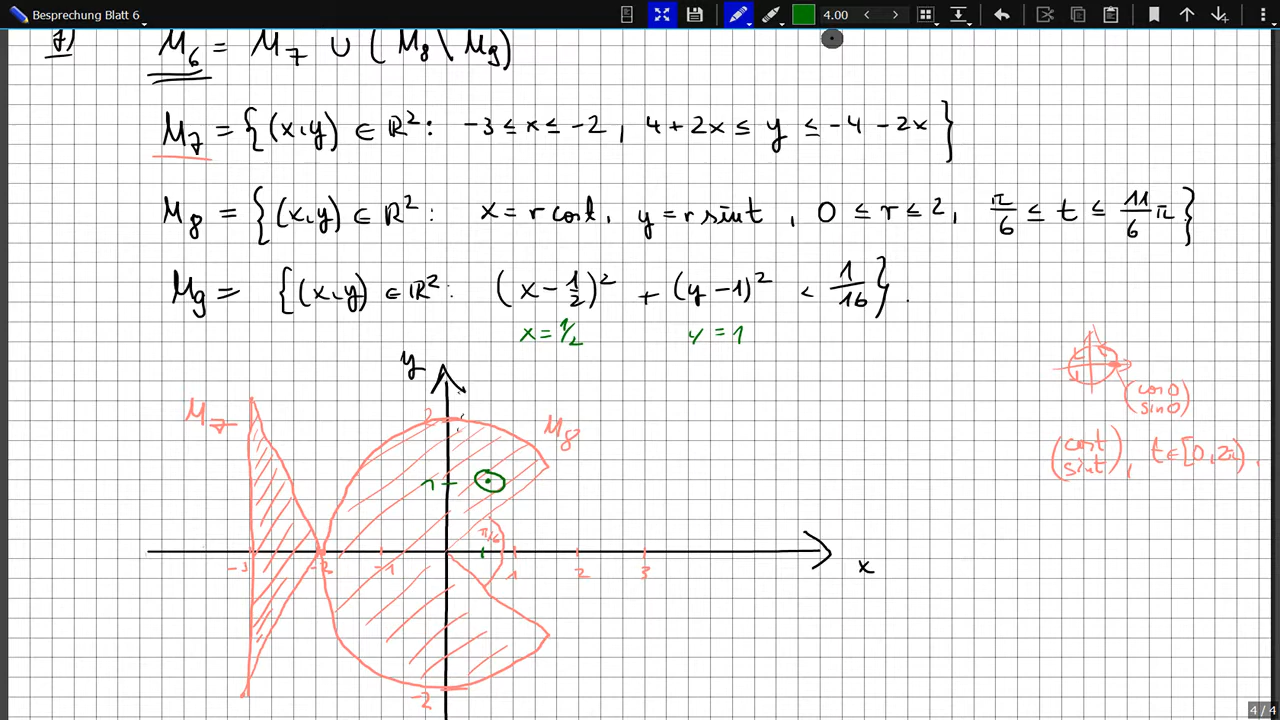 Besprechung Blatt 6
4.00
f) M₆ = M₇ ∪ (M₈ \ M₉)
M₇ = {(x,y) ∈ ℝ²: -3 ≤ x ≤ -2, 4+2x ≤ y ≤ -4-2x}
M₈ = {(x,y) ∈ ℝ²: x = r cos t, y = r sin t, 0 ≤ r ≤ 2, π/6 ≤ t ≤ 11/6 π}
M₉ = {(x,y) ∈ ℝ²: (x - 1/2)² + (y - 1)² < 1/16}.
x = 1/2 y = 1
y
M₇
2
M₈
1
π/6
-3 -2 -1 1 2 3
x
-2
(cos 0
sin 0)
(cos t
sin t), t ∈ [0, 2π).
4 / 4